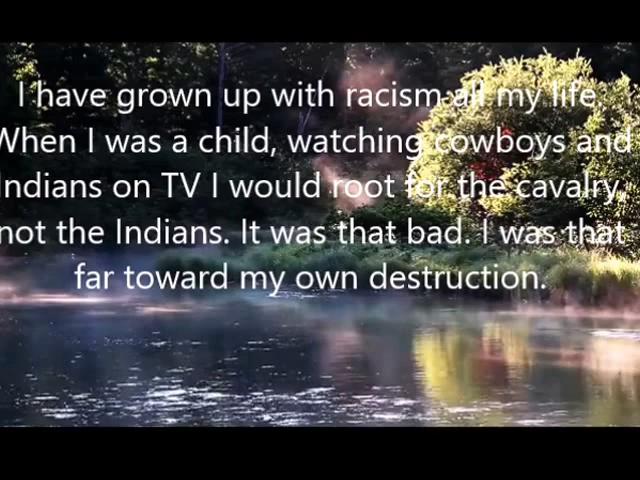 I have grown up with racism all my life.
When I was a child, watching cowboys and
Indians on TV I would root for the cavalry,
not the Indians. It was that bad. I was that
far toward my own destruction.